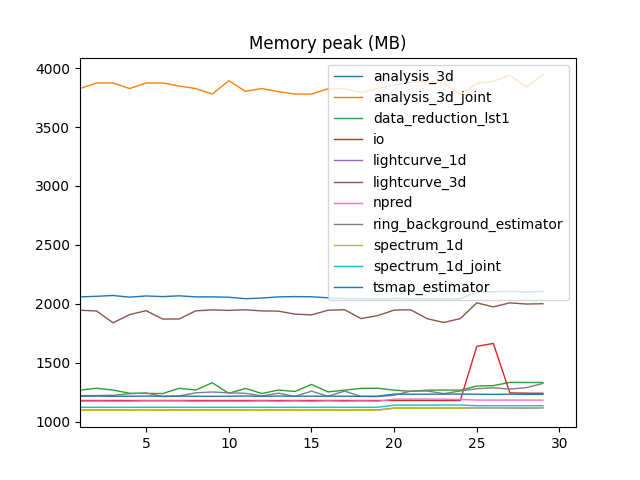 Memory peak (MB)
4000
3500
3000
2500
2000
1500
1000
analysis_3d
analysis_3d_joint
data_reduction_lst1
io
lightcurve_1d
lightcurve_3d
npred
ring_background_estimator
spectrum_1d
spectrum_1d_joint
tsmap_estimator
5
10
15
20
25
30